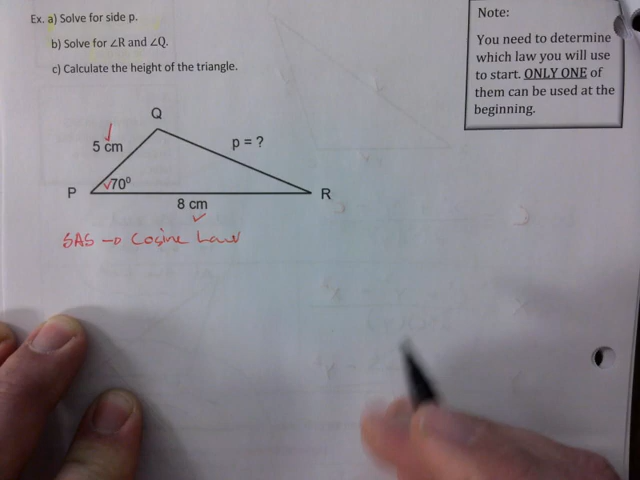 Ex. a) Solve for side p.
b) Solve for ∠R and ∠Q.
c) Calculate the height of the triangle.
Note:
You need to determine
which law you will use
to start. ONLY ONE of
them can be used at the
beginning.
Q
5 cm
p = ?
P
70⁰
R
8 cm
SAS → Cosine Law